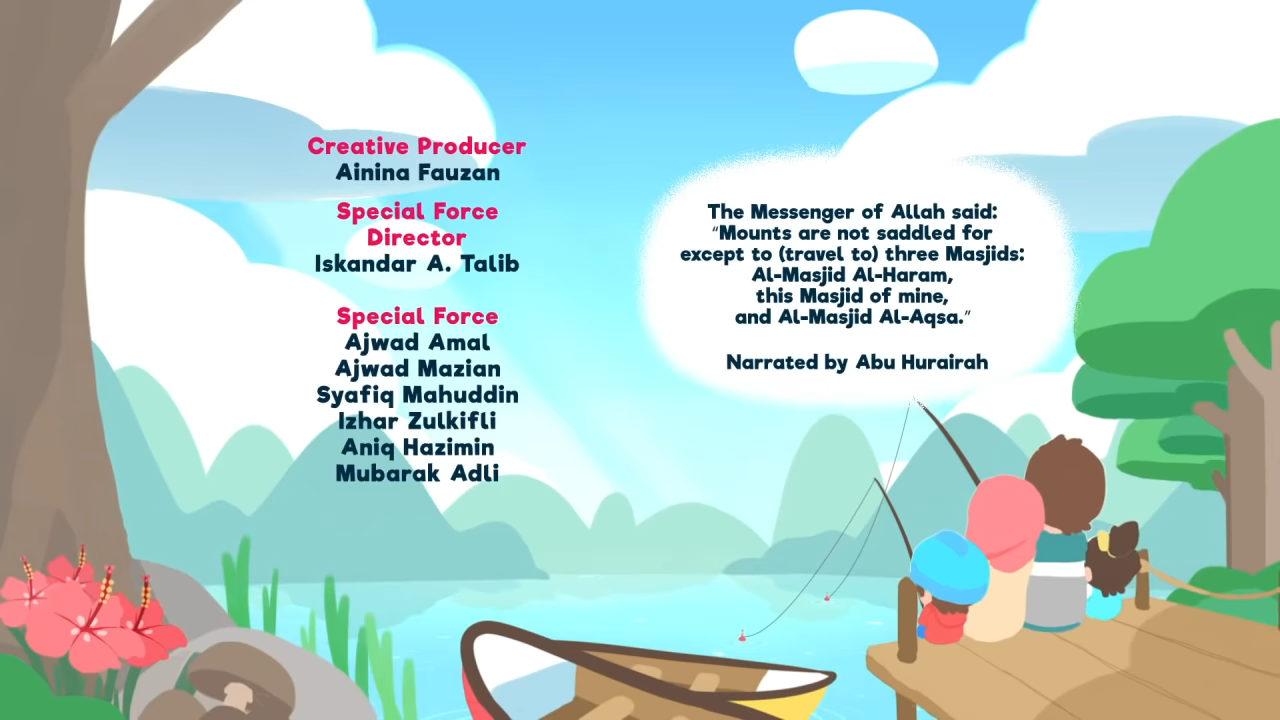 Creative Producer
Ainina Fauzan
Special Force
Director
Iskandar A. Talib
Special Force
Ajwad Amal
Ajwad Mazian
Syafiq Mahuddin
Izhar Zulkifli
Aniq Hazimin
Mubarak Adli
The Messenger of Allah said:
"Mounts are not saddled for
except to (travel to) three Masjids:
Al-Masjid Al-Haram,
this Masjid of mine,
and Al-Masjid Al-Aqsa."
Narrated by Abu Hurairah